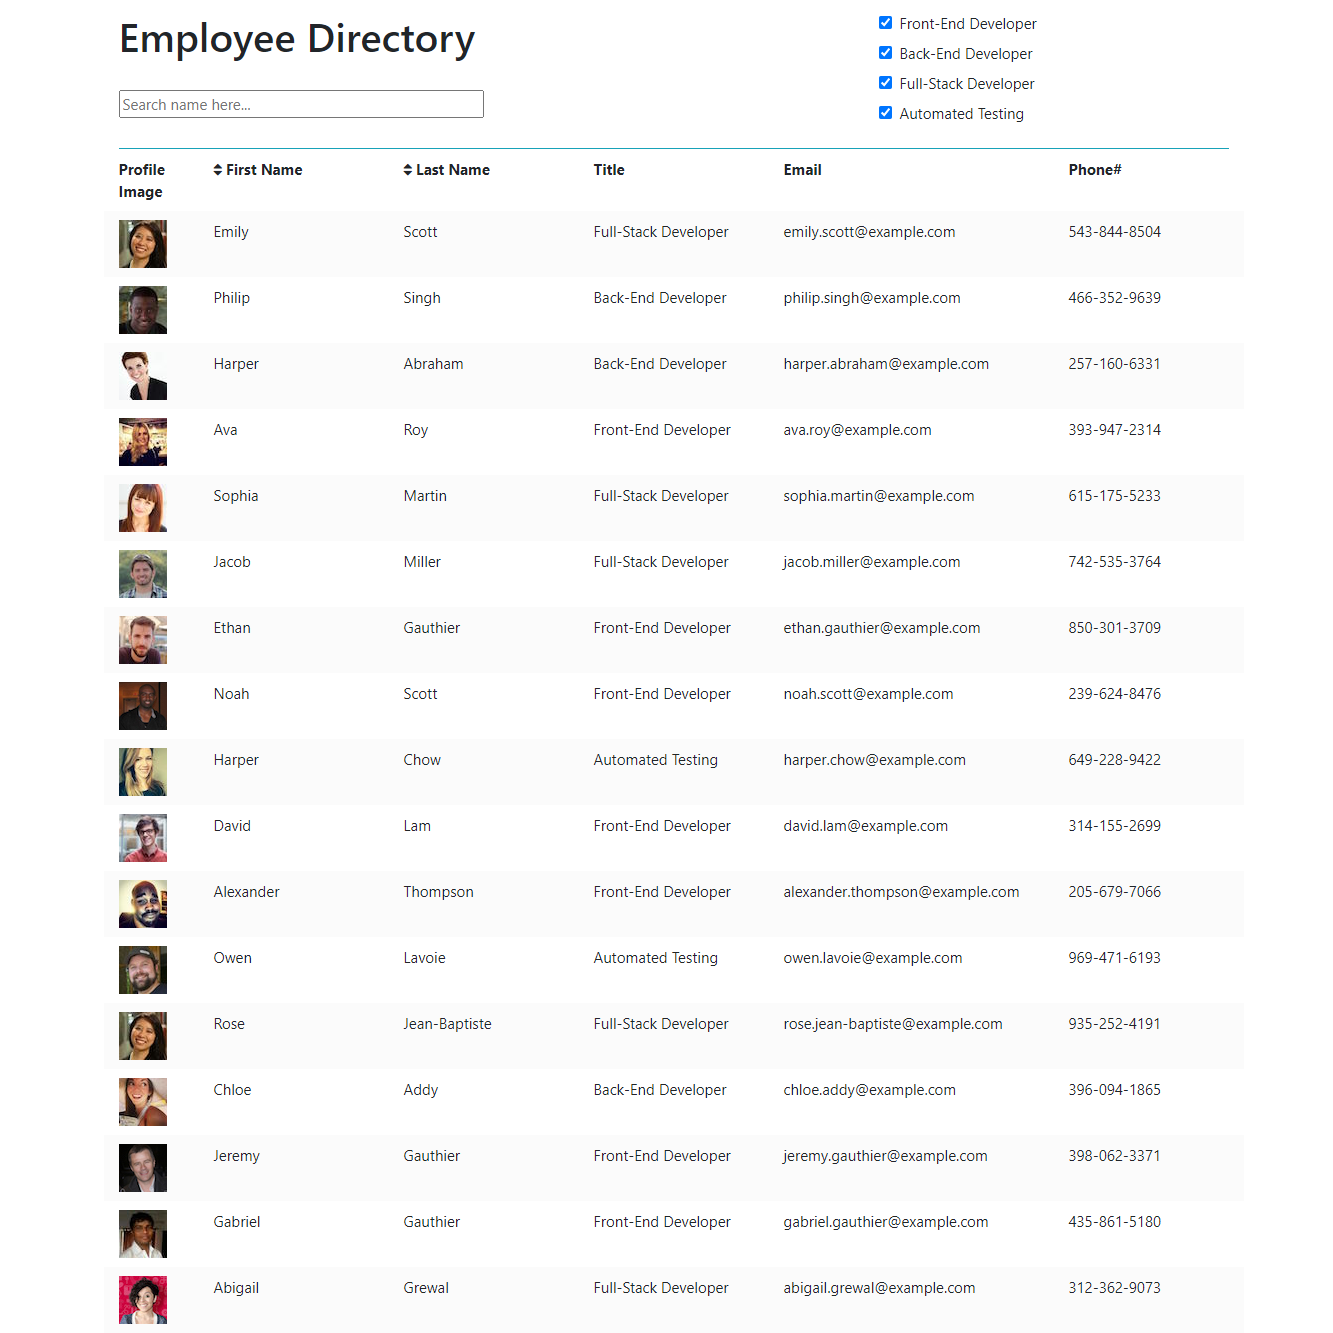 Employee Directory
Search name here...
Front-End Developer
Back-End Developer
Full-Stack Developer
Automated Testing
Profile Image First Name Last Name Title Email Phone#
Emily Scott Full-Stack Developer emily.scott@example.com 543-844-8504
Philip Singh Back-End Developer philip.singh@example.com 466-352-9639
Harper Abraham Back-End Developer harper.abraham@example.com 257-160-6331
Ava Roy Front-End Developer ava.roy@example.com 393-947-2314
Sophia Martin Full-Stack Developer sophia.martin@example.com 615-175-5233
Jacob Miller Full-Stack Developer jacob.miller@example.com 742-535-3764
Ethan Gauthier Front-End Developer ethan.gauthier@example.com 850-301-3709
Noah Scott Front-End Developer noah.scott@example.com 239-624-8476
Harper Chow Automated Testing harper.chow@example.com 649-228-9422
David Lam Front-End Developer david.lam@example.com 314-155-2699
Alexander Thompson Front-End Developer alexander.thompson@example.com 205-679-7066
Owen Lavoie Automated Testing owen.lavoie@example.com 969-471-6193
Rose Jean-Baptiste Full-Stack Developer rose.jean-baptiste@example.com 935-252-4191
Chloe Addy Back-End Developer chloe.addy@example.com 396-094-1865
Jeremy Gauthier Front-End Developer jeremy.gauthier@example.com 398-062-3371
Gabriel Gauthier Front-End Developer gabriel.gauthier@example.com 435-861-5180
Abigail Grewal Full-Stack Developer abigail.grewal@example.com 312-362-9073